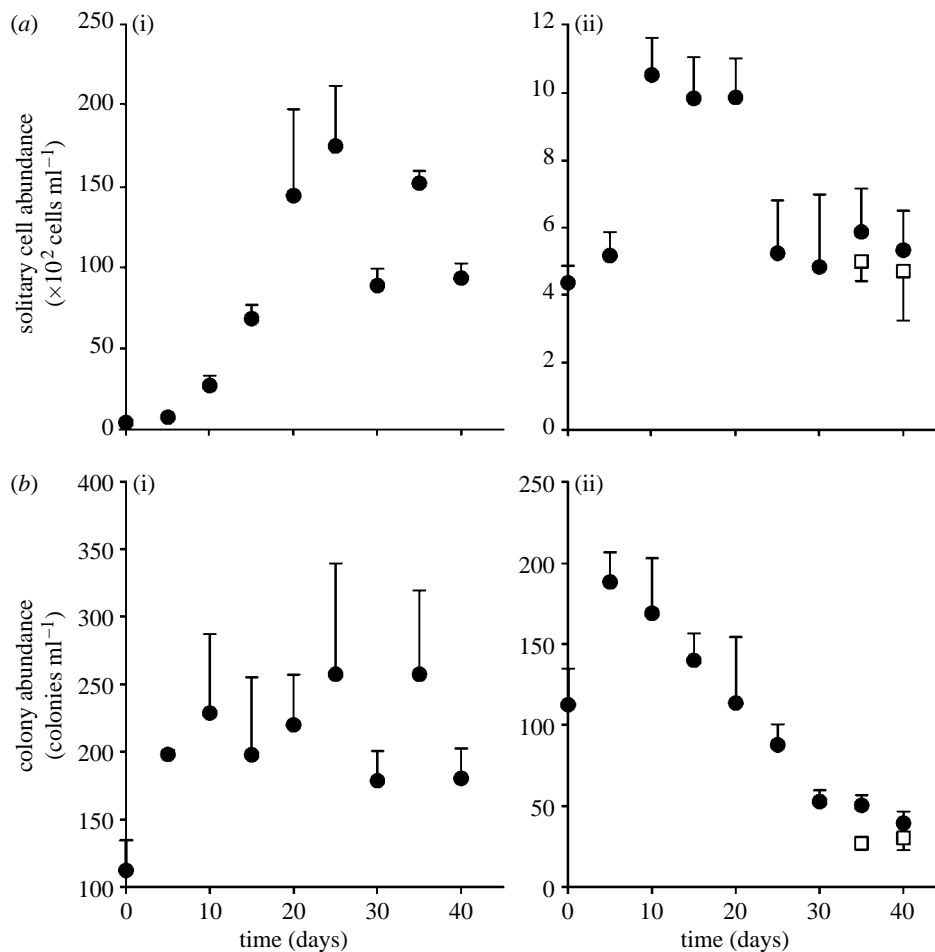 (a)
(i)
250
200
150
100
50
0
solitary cell abundance
(×10² cells ml⁻¹)
(ii)
12
10
8
6
4
2
0
(b)
(i)
400
350
300
250
200
150
100
colony abundance
(colonies ml⁻¹)
0 10 20 30 40
time (days)
(ii)
250
200
150
100
50
0
0 10 20 30 40
time (days)